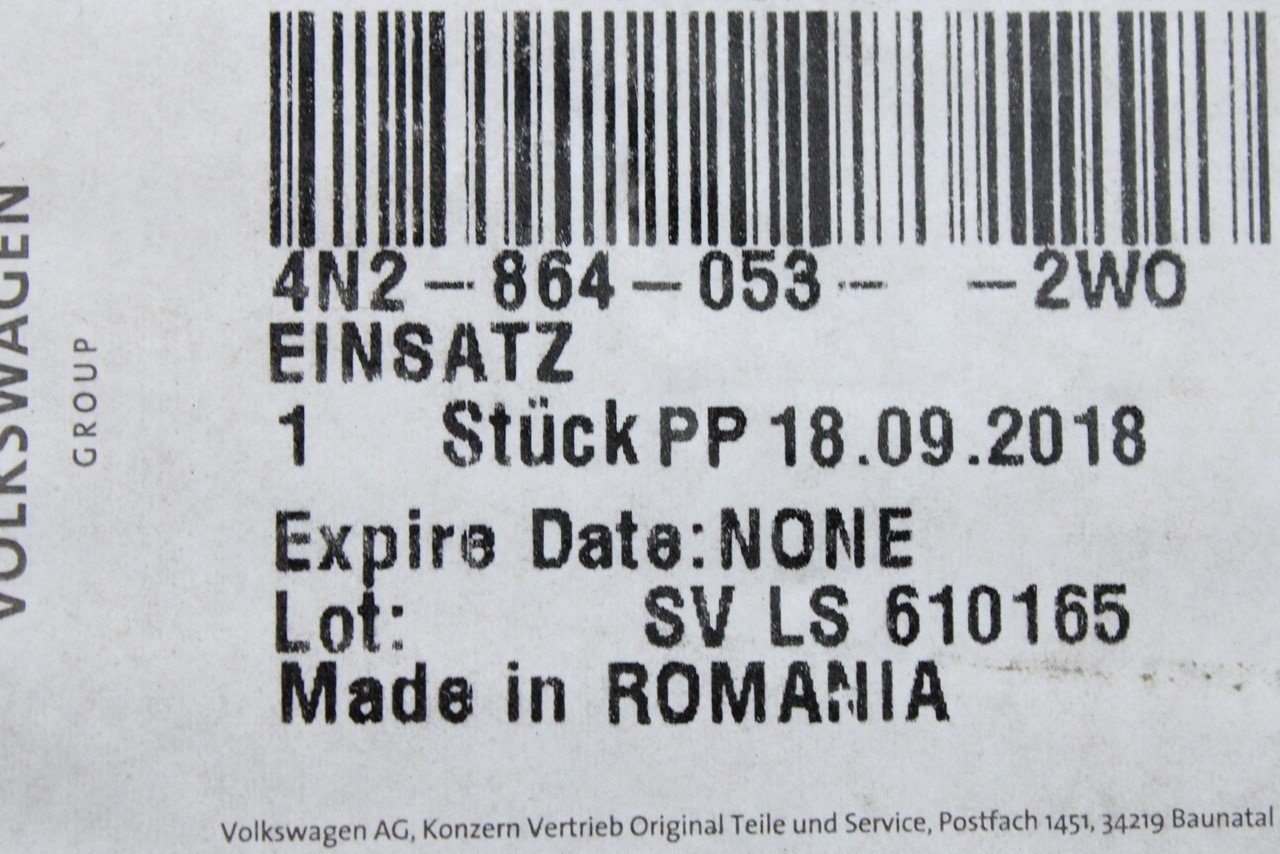 VOLKSWAGEN
GROUP
4N2-864-053- -2WO
EINSATZ
1 Stück PP 18.09.2018
Expire Date:NONE
Lot: SV LS 610165
Made in ROMANIA
Volkswagen AG, Konzern Vertrieb Original Teile und Service, Postfach 1451, 34219 Baunatal